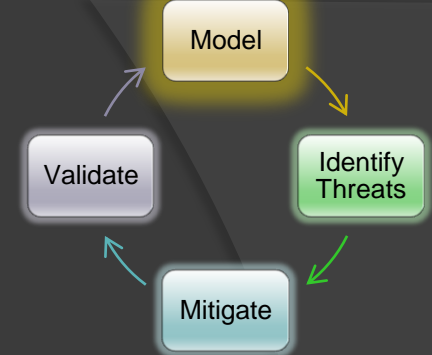 Model
Identify
Threats
Mitigate
Validate